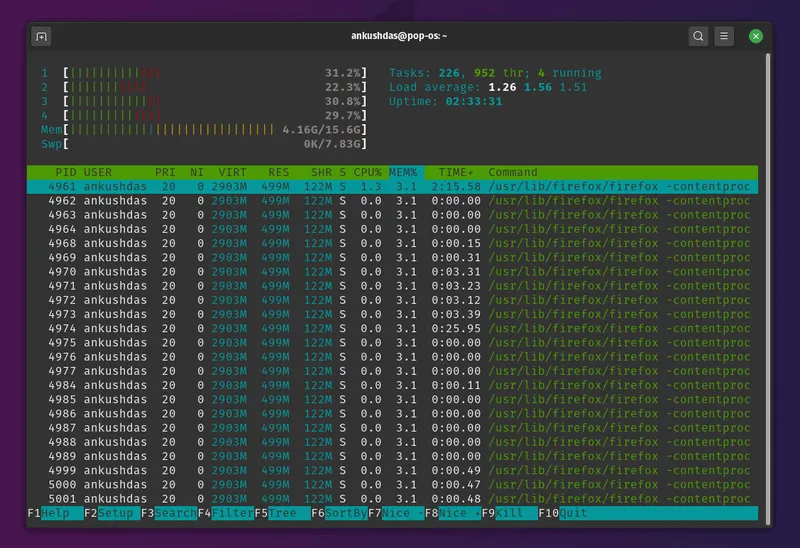 ankushdas@pop-os: ~
1 [||||||||||||| 31.2%] Tasks: 226, 952 thr; 4 running
2 [||||||||||| 22.3%] Load average: 1.26 1.56 1.51
3 [||||||||||||| 30.8%] Uptime: 02:33:31
4 [||||||||||||| 29.7%]
Mem[||||||||||||||||||||||||||||| 4.16G/15.6G]
Swp[ 0K/7.83G]
PID USER PRI NI VIRT RES SHR S CPU% MEM% TIME+ Command
4961 ankushdas 20 0 2903M 499M 122M S 1.3 3.1 2:15.58 /usr/lib/firefox/firefox -contentproc
4962 ankushdas 20 0 2903M 499M 122M S 0.0 3.1 0:00.00 /usr/lib/firefox/firefox -contentproc
4963 ankushdas 20 0 2903M 499M 122M S 0.0 3.1 0:00.00 /usr/lib/firefox/firefox -contentproc
4964 ankushdas 20 0 2903M 499M 122M S 0.0 3.1 0:00.00 /usr/lib/firefox/firefox -contentproc
4968 ankushdas 20 0 2903M 499M 122M S 0.0 3.1 0:00.15 /usr/lib/firefox/firefox -contentproc
4969 ankushdas 20 0 2903M 499M 122M S 0.0 3.1 0:00.31 /usr/lib/firefox/firefox -contentproc
4970 ankushdas 20 0 2903M 499M 122M S 0.0 3.1 0:03.31 /usr/lib/firefox/firefox -contentproc
4971 ankushdas 20 0 2903M 499M 122M S 0.0 3.1 0:03.23 /usr/lib/firefox/firefox -contentproc
4972 ankushdas 20 0 2903M 499M 122M S 0.0 3.1 0:03.12 /usr/lib/firefox/firefox -contentproc
4973 ankushdas 20 0 2903M 499M 122M S 0.0 3.1 0:03.39 /usr/lib/firefox/firefox -contentproc
4974 ankushdas 20 0 2903M 499M 122M S 0.0 3.1 0:25.95 /usr/lib/firefox/firefox -contentproc
4975 ankushdas 20 0 2903M 499M 122M S 0.0 3.1 0:00.00 /usr/lib/firefox/firefox -contentproc
4976 ankushdas 20 0 2903M 499M 122M S 0.0 3.1 0:00.00 /usr/lib/firefox/firefox -contentproc
4977 ankushdas 20 0 2903M 499M 122M S 0.0 3.1 0:00.00 /usr/lib/firefox/firefox -contentproc
4984 ankushdas 20 0 2903M 499M 122M S 0.0 3.1 0:00.11 /usr/lib/firefox/firefox -contentproc
4985 ankushdas 20 0 2903M 499M 122M S 0.0 3.1 0:00.00 /usr/lib/firefox/firefox -contentproc
4986 ankushdas 20 0 2903M 499M 122M S 0.0 3.1 0:00.00 /usr/lib/firefox/firefox -contentproc
4987 ankushdas 20 0 2903M 499M 122M S 0.0 3.1 0:00.00 /usr/lib/firefox/firefox -contentproc
4988 ankushdas 20 0 2903M 499M 122M S 0.0 3.1 0:00.00 /usr/lib/firefox/firefox -contentproc
4989 ankushdas 20 0 2903M 499M 122M S 0.0 3.1 0:00.00 /usr/lib/firefox/firefox -contentproc
4999 ankushdas 20 0 2903M 499M 122M S 0.0 3.1 0:00.49 /usr/lib/firefox/firefox -contentproc
5000 ankushdas 20 0 2903M 499M 122M S 0.0 3.1 0:00.47 /usr/lib/firefox/firefox -contentproc
5001 ankushdas 20 0 2903M 499M 122M S 0.0 3.1 0:00.48 /usr/lib/firefox/firefox -contentproc
F1Help F2Setup F3SearchF4FilterF5Tree F6SortByF7Nice -F8Nice +F9Kill F10Quit